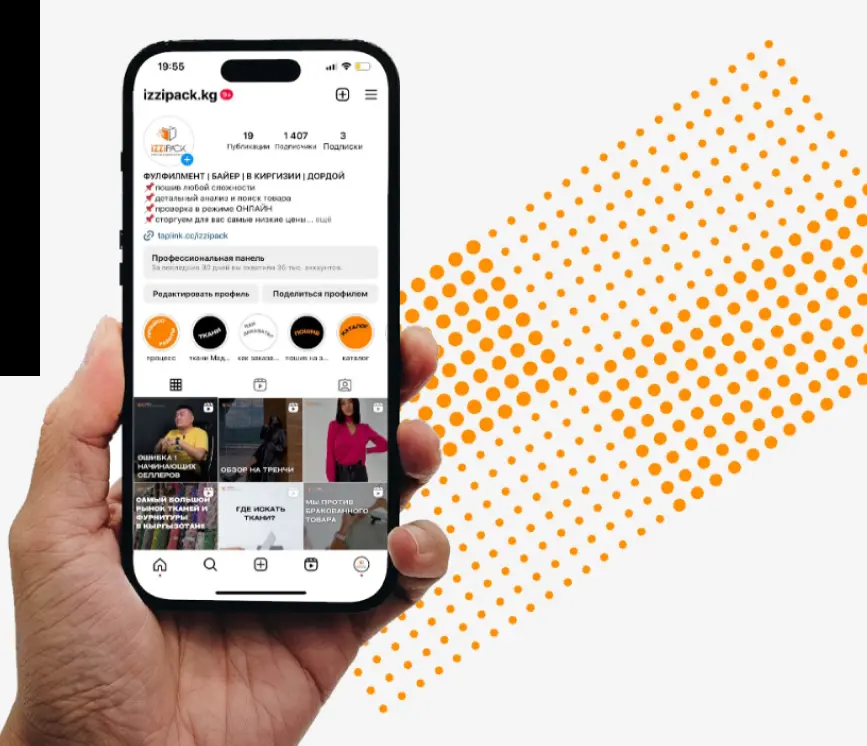 19:55
izzipack.kg 9+
iZZiPACK
19 1 407 3
Публикации Подписчики Подписки
ФУЛФИЛМЕНТ | БАЙЕР | В КИРГИЗИИ | ДОРДОЙ
📌пошив любой сложности
📌детальный анализ и поиск товара
📌проверка в режиме ОНЛАЙН
📌сторгуем для вас самые низкие цены... ещё
taplink.cc/izzipack
Профессиональная панель
За последние 30 дней вы охватили 30 тыс. аккаунтов.
Редактировать профиль Поделиться профилем
ТКАНИ
КАК
ЗАКАЗАТЬ?
ПОШИВ
КАТАЛОГ
процесс ткани Мад... как заказа... пошив на з... каталог
ОШИБКА !
НАЧИНАЮЩИХ
СЕЛЛЕРОВ
ОБЗОР НА ТРЕНЧИ
САМЫЙ БОЛЬШОЙ
РЫНОК ТКАНЕЙ И
ФУРНИТУРЫ
В КЫРГЫЗСТАНЕ
ГДЕ ИСКАТЬ
ТКАНИ?
МЫ ПРОТИВ
БРАКОВАННОГО
ТОВАРА